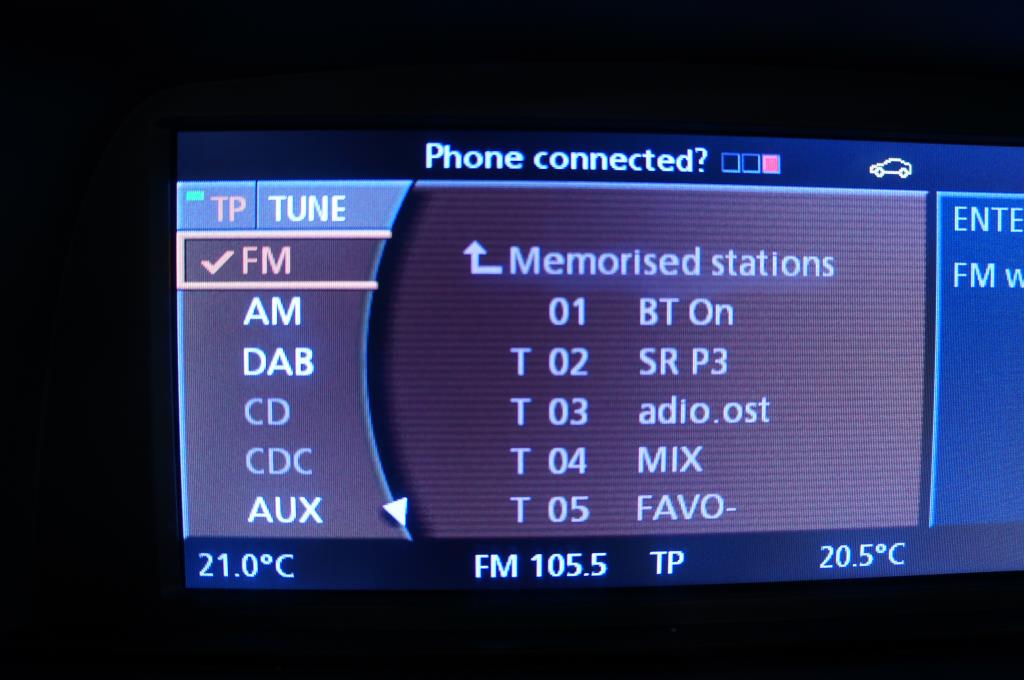 Phone connected?
TP TUNE
FM
AM
DAB
CD
CDC
AUX
Memorised stations
01 BT On
T 02 SR P3
T 03 adio.ost
T 04 MIX
T 05 FAVO-
ENTE
FM w
21.0°C FM 105.5 TP 20.5°C